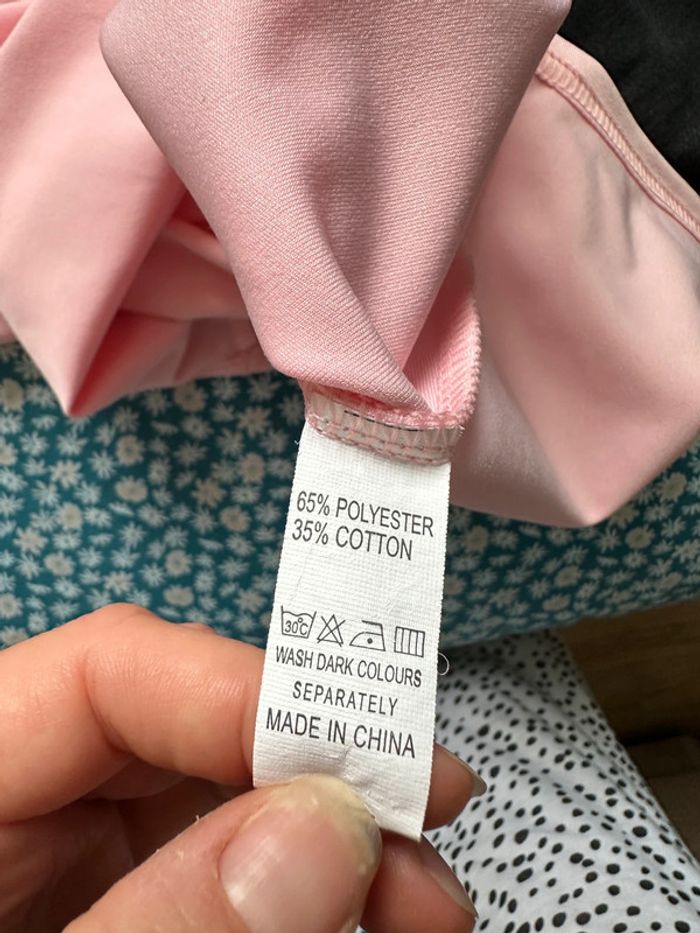 65% POLYESTER
35% COTTON
30°C
WASH DARK COLOURS
SEPARATELY
MADE IN CHINA